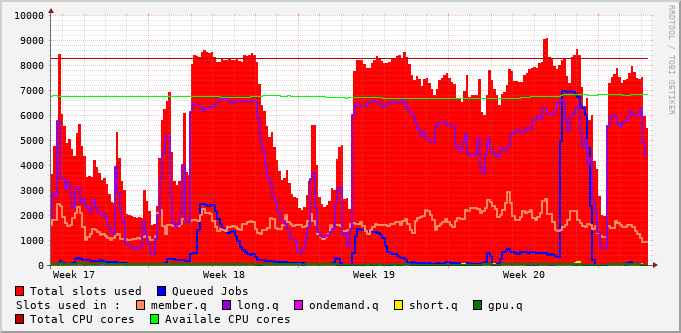 10000
9000
8000
7000
6000
5000
4000
3000
2000
1000
0
Week 17 Week 18 Week 19 Week 20
Total slots used Queued Jobs
Slots used in : member.q long.q ondemand.q short.q gpu.q
Total CPU cores Availale CPU cores
RRDTOOL / TOBI OETIKER